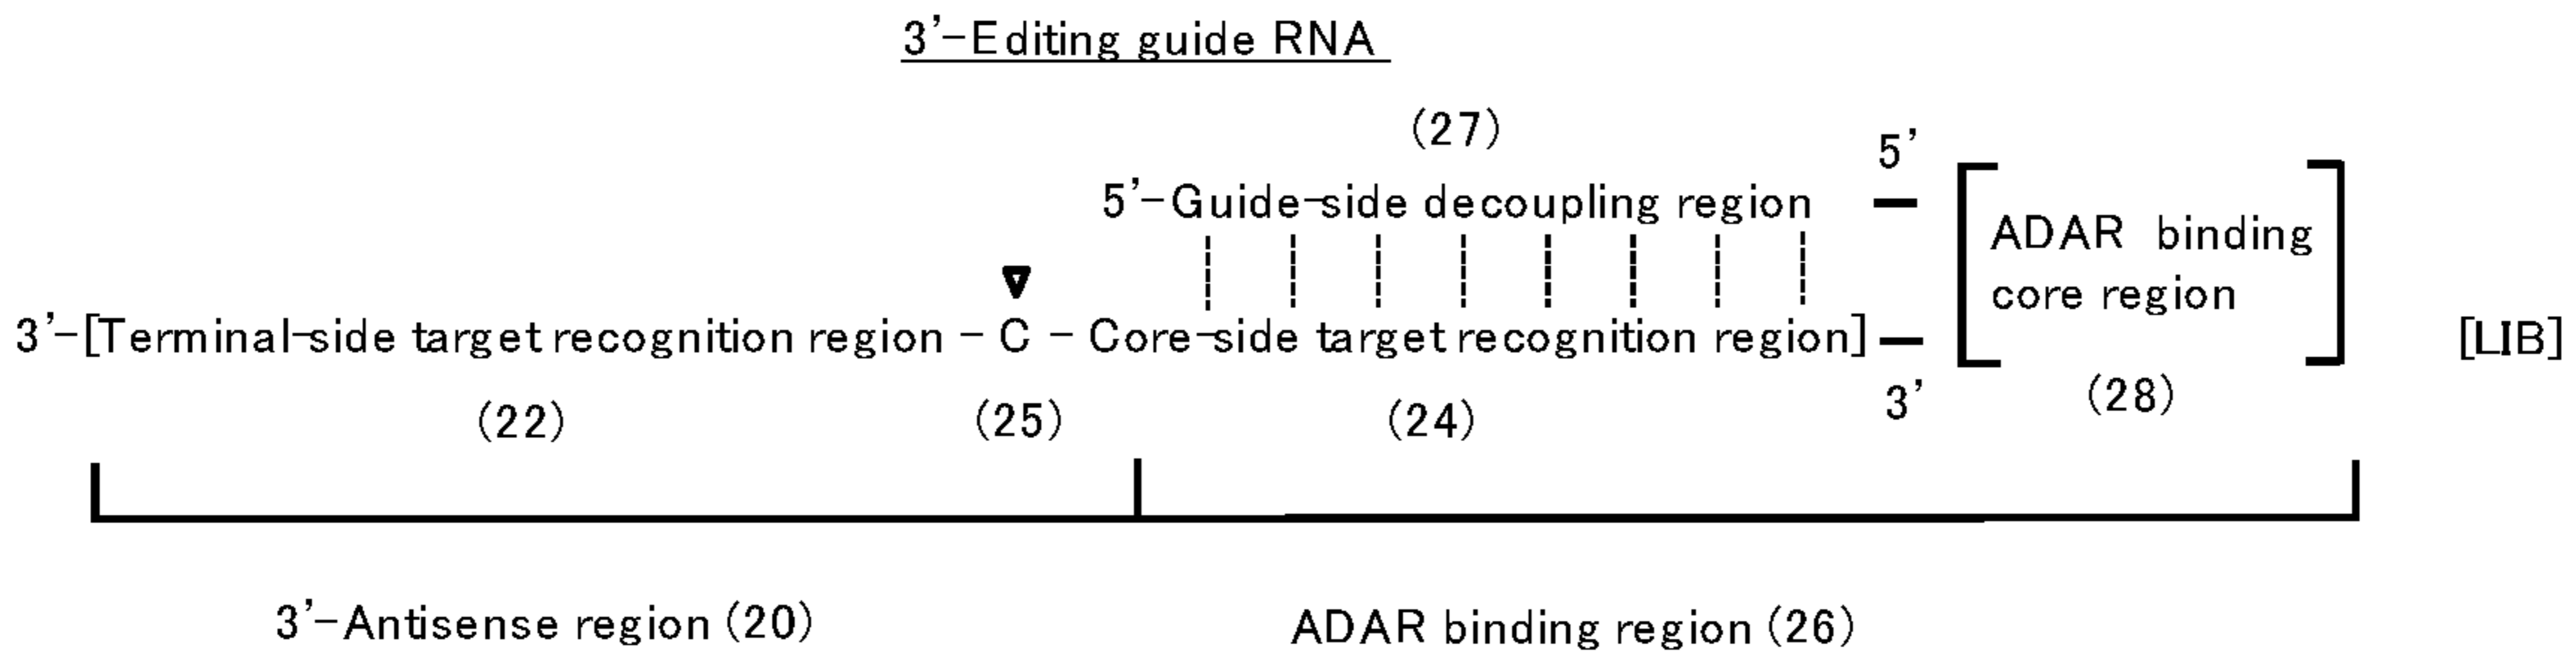 3'-Editing guide RNA
(27)
5'
5'-Guide-side decoupling region
ADAR binding
core region
3'-[Terminal-side target recognition region - C - Core-side target recognition region]
[LIB]
3'
(22)
(25)
(24)
(28)
3'-Antisense region (20)
ADAR binding region (26)